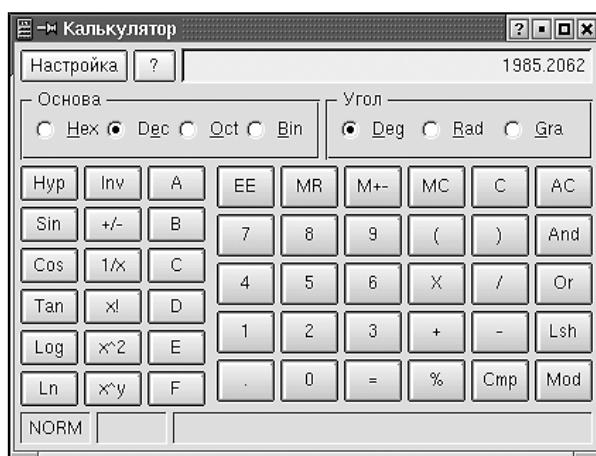 Калькулятор ?
Настройка ? 1985.2062
Основа Угол
Hex Dec Oct Bin Deg Rad Gra
Hyp Inv A EE MR M+- MC C AC
Sin +/- B 7 8 9 ( ) And
Cos 1/x C 4 5 6 X / Or
Tan x! D 1 2 3 + - Lsh
Log x^2 E . 0 = % Cmp Mod
Ln x^y F
NORM